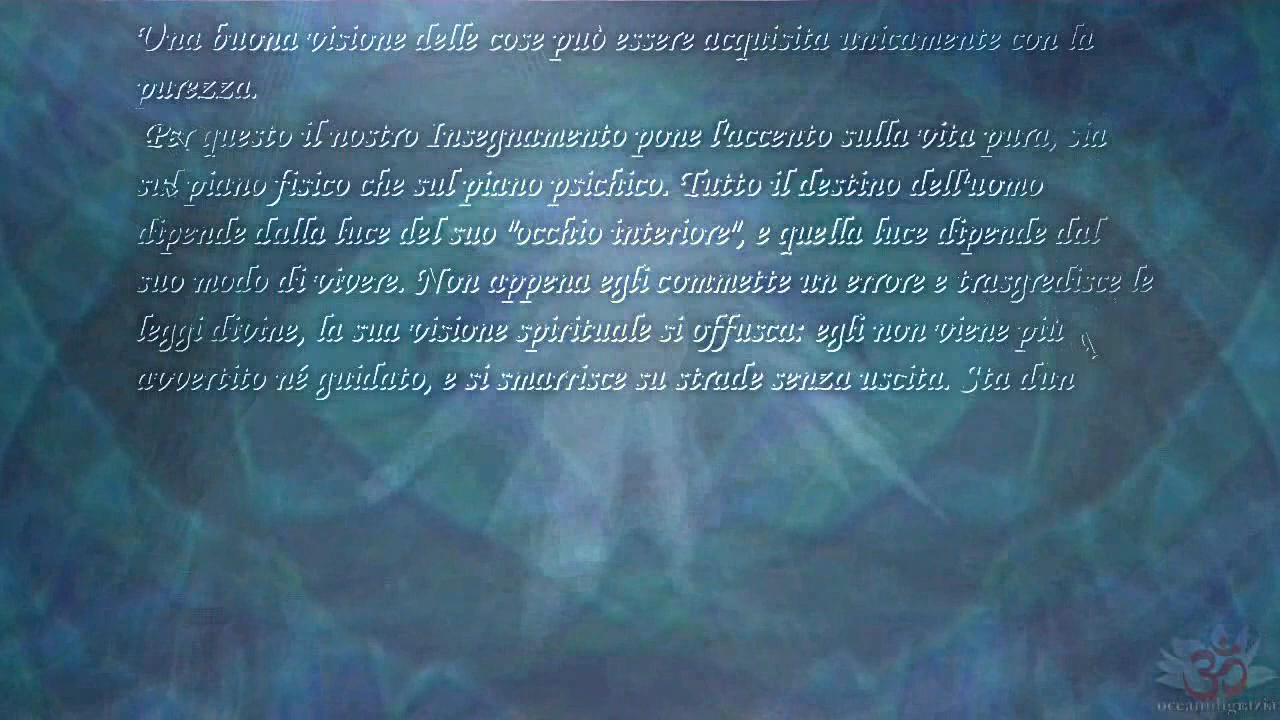 Una buona visione delle cose può essere acquisita unicamente con la
purezza.
Per questo il nostro Insegnamento pone l'accento sulla vita pura, sia
sul piano fisico che sul piano psichico. Tutto il destino dell'uomo
dipende dalla luce del suo "occhio interiore", e quella luce dipende dal
suo modo di vivere. Non appena egli commette un errore e trasgredisce le
leggi divine, la sua visione spirituale si offusca: egli non viene più
avvertito né guidato, e si smarrisce su strade senza uscita. Sta dun
q
ॐ